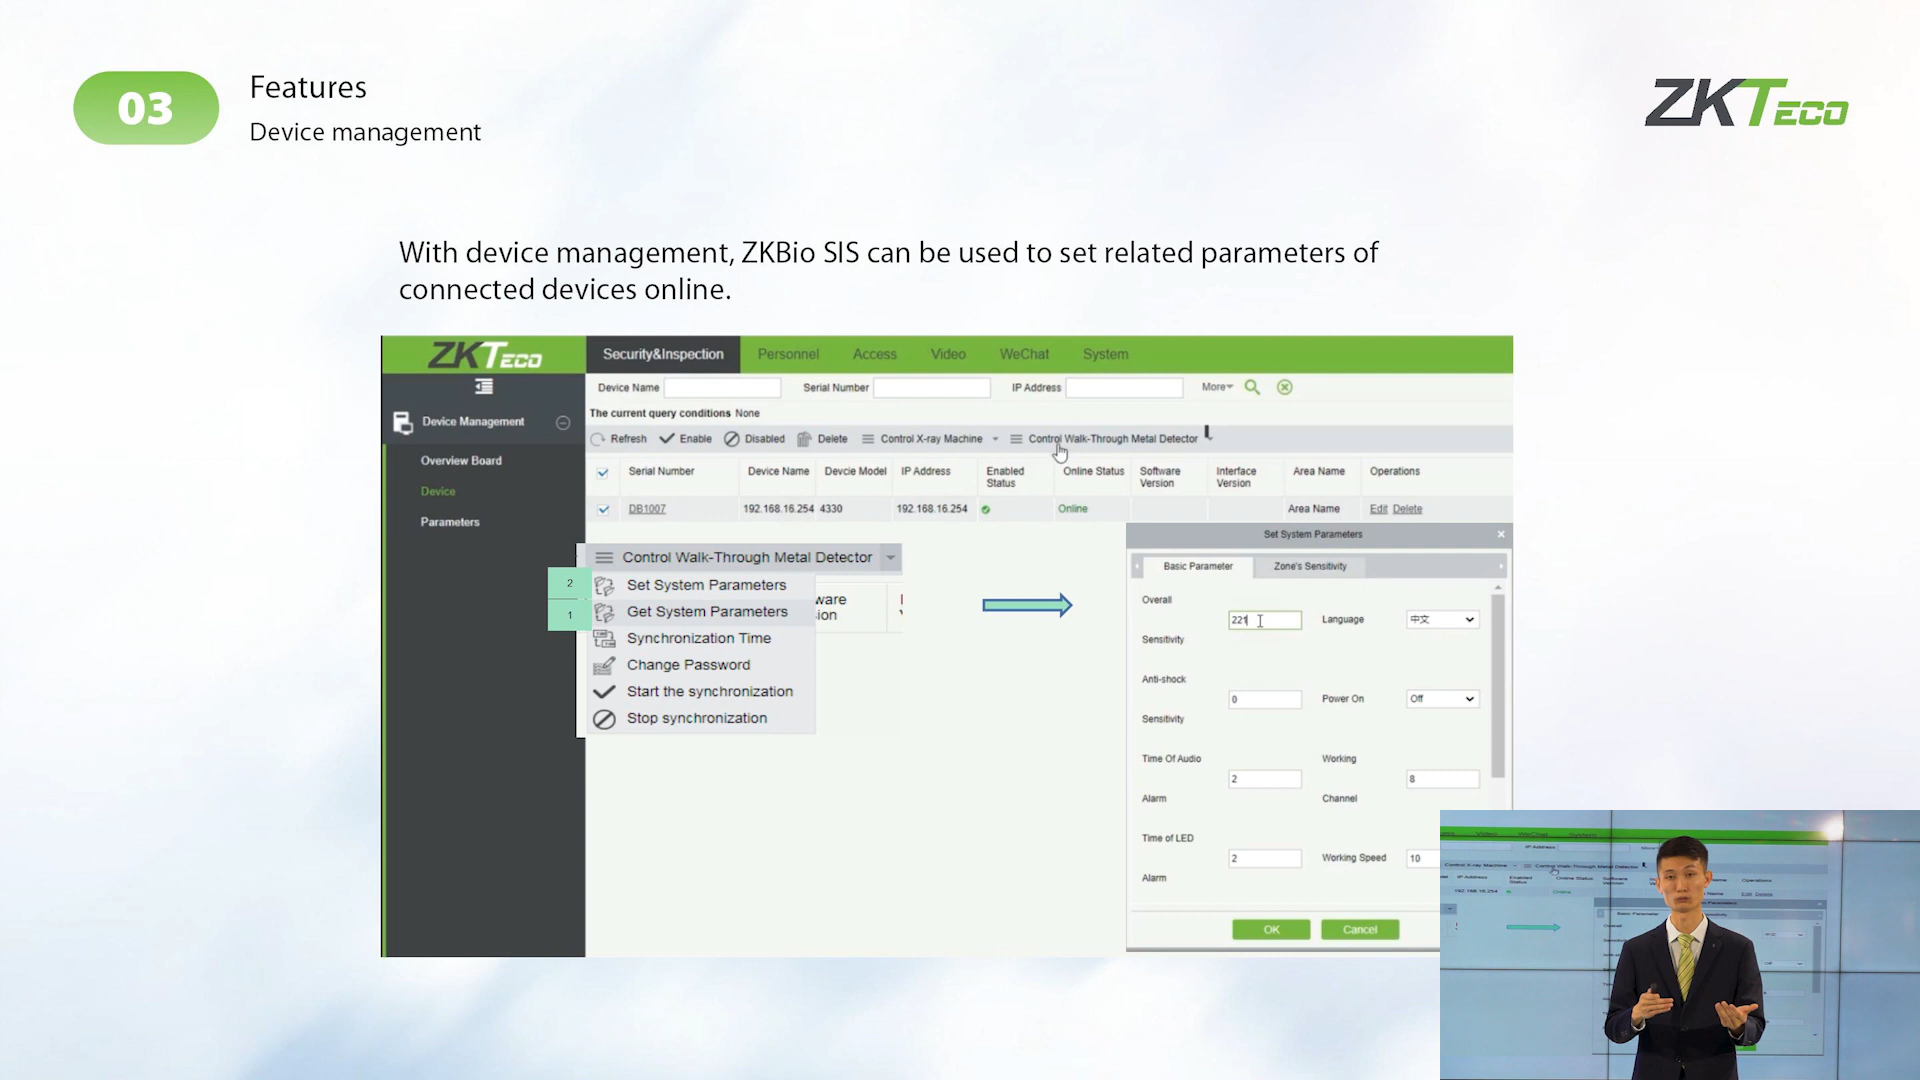 03
Features
Device management
ZKTECO
With device management, ZKBio SIS can be used to set related parameters of
connected devices online.
ZKTECO
Security&Inspection Personnel Access Video WeChat System
Device Name Serial Number IP Address More
The current query conditions None
Device Management
Refresh Enable Disabled Delete Control X-ray Machine Control Walk-Through Metal Detector
Overview Board
Device
Parameters
Serial Number Device Name Devcie Model IP Address Enabled Status Online Status Software Version Interface Version Area Name Operations
DB1007 192.168.16.254 4330 192.168.16.254 Online Area Name Edit Delete
Control Walk-Through Metal Detector
2 Set System Parameters
1 Get System Parameters
Synchronization Time
Change Password
Start the synchronization
Stop synchronization
ware
ion
Set System Parameters
Basic Parameter Zone's Sensitivity
Overall
Sensitivity
221 Language 中文
Anti-shock
Sensitivity
0 Power On Off
Time Of Audio
Alarm
2 Working
Channel
8
Time of LED
Alarm
2 Working Speed 10
OK Cancel